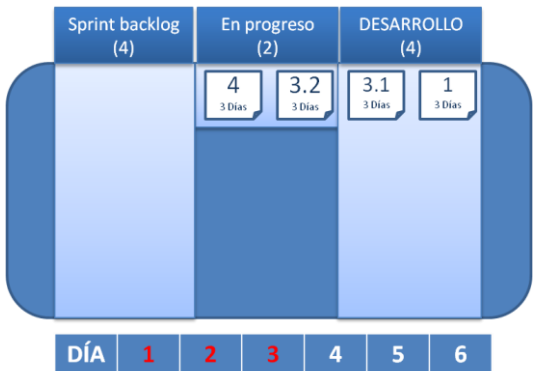 Sprint backlog
(4)
En progreso
(2)
DESARROLLO
(4)
4
3 Días
3.2
3 Días
3.1
3 Días
1
3 Días
DÍA 1 2 3 4 5 6